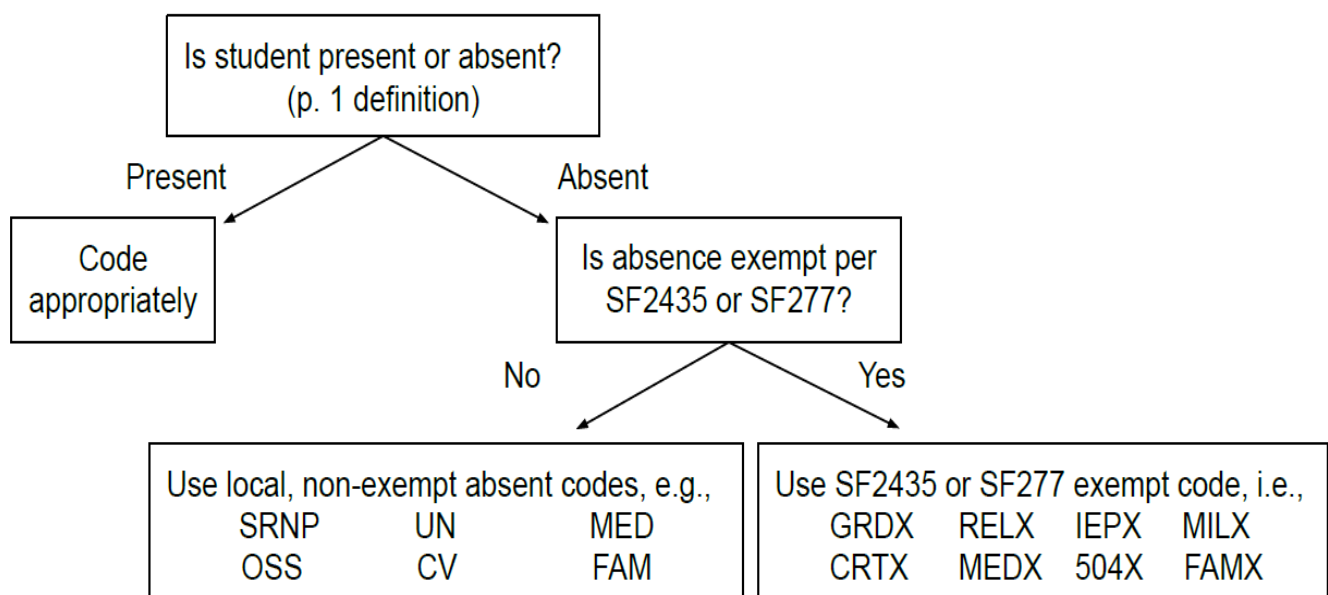 Is student present or absent?
(p. 1 definition)
Present
Absent
Code
appropriately
Is absence exempt per
SF2435 or SF277?
No
Yes
Use local, non-exempt absent codes, e.g.,
SRNP UN MED
OSS CV FAM
Use SF2435 or SF277 exempt code, i.e.,
GRDX RELX IEPX MILX
CRTX MEDX 504X FAMX